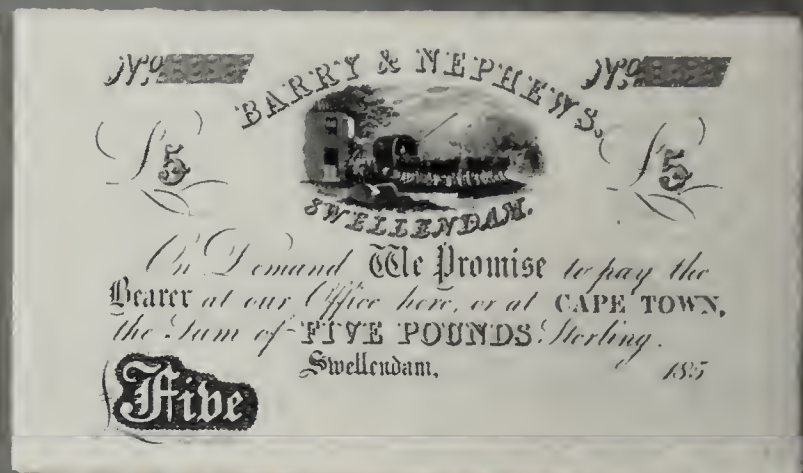 No
No
BARRY & NEPHEWS.
£5
£5
SWELLENDAM.
On Demand We Promise to pay the
Bearer at our Office here, or at CAPE TOWN,
the Sum of FIVE POUNDS Sterling.
Swellendam, 185
Five